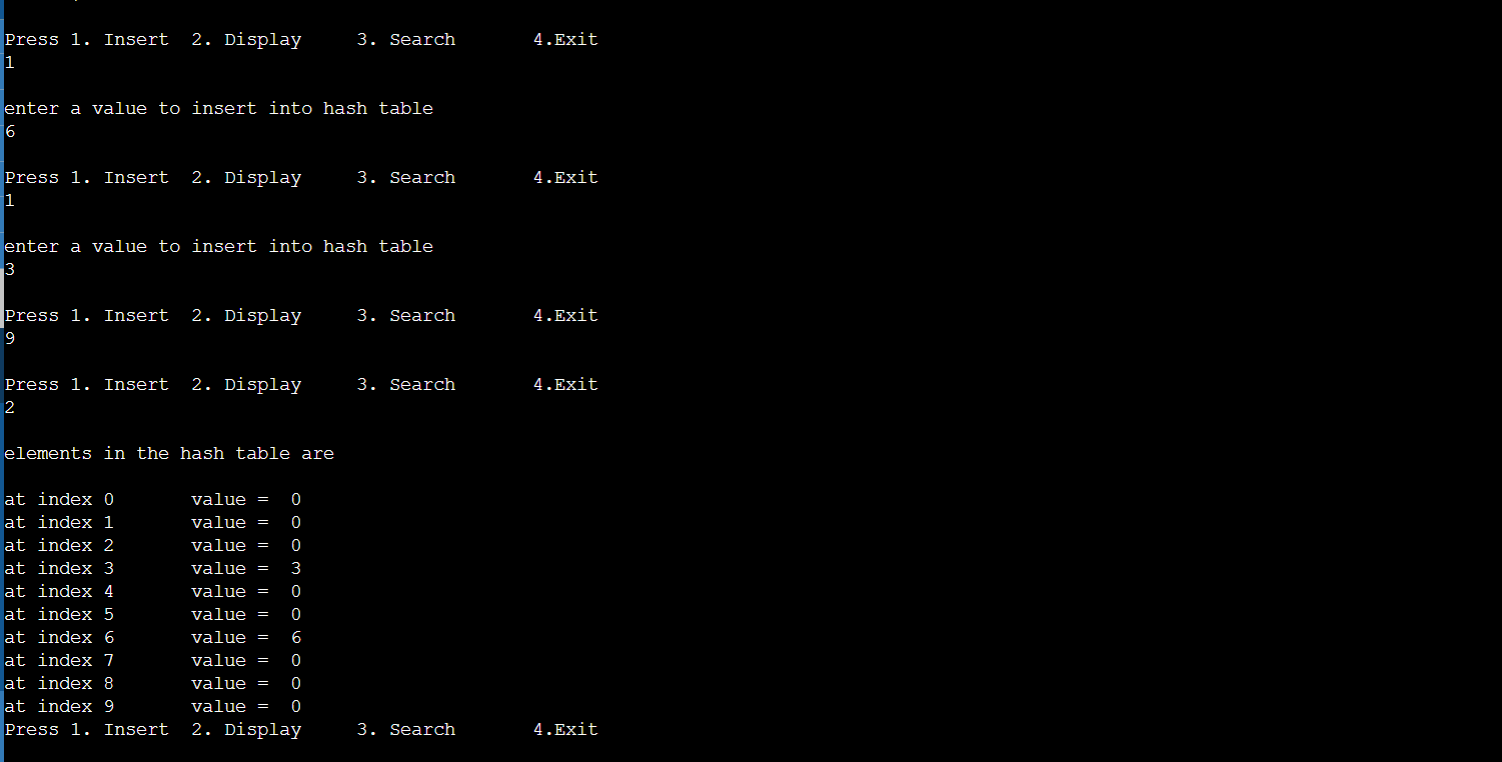 Press 1. Insert 2. Display 3. Search 4.Exit
1
enter a value to insert into hash table
6
Press 1. Insert 2. Display 3. Search 4.Exit
1
enter a value to insert into hash table
3
Press 1. Insert 2. Display 3. Search 4.Exit
9
Press 1. Insert 2. Display 3. Search 4.Exit
2
elements in the hash table are
at index 0 value = 0
at index 1 value = 0
at index 2 value = 0
at index 3 value = 3
at index 4 value = 0
at index 5 value = 0
at index 6 value = 6
at index 7 value = 0
at index 8 value = 0
at index 9 value = 0
Press 1. Insert 2. Display 3. Search 4.Exit